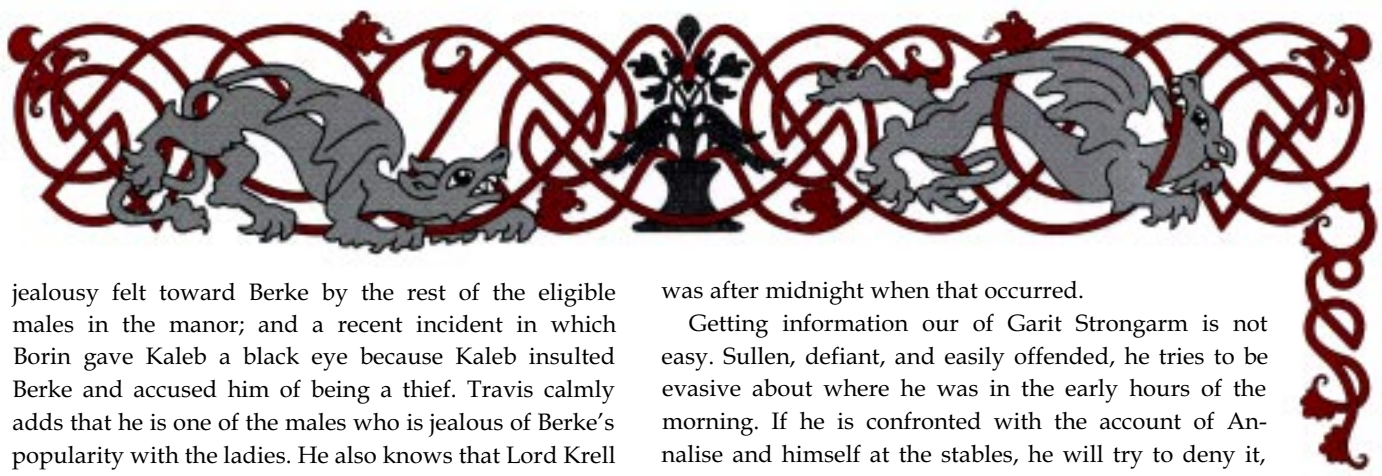 jealousy felt toward Berke by the rest of the eligible
males in the manor; and a recent incident in which
Borin gave Kaleb a black eye because Kaleb insulted
Berke and accused him of being a thief. Travis calmly
adds that he is one of the males who is jealous of Berke’s
popularity with the ladies. He also knows that Lord Krell
was after midnight when that occurred.
Getting information our of Garit Strongarm is not
easy. Sullen, defiant, and easily offended, he tries to be
evasive about where he was in the early hours of the
morning. If he is confronted with the account of An-
nalise and himself at the stables, he will try to deny it,